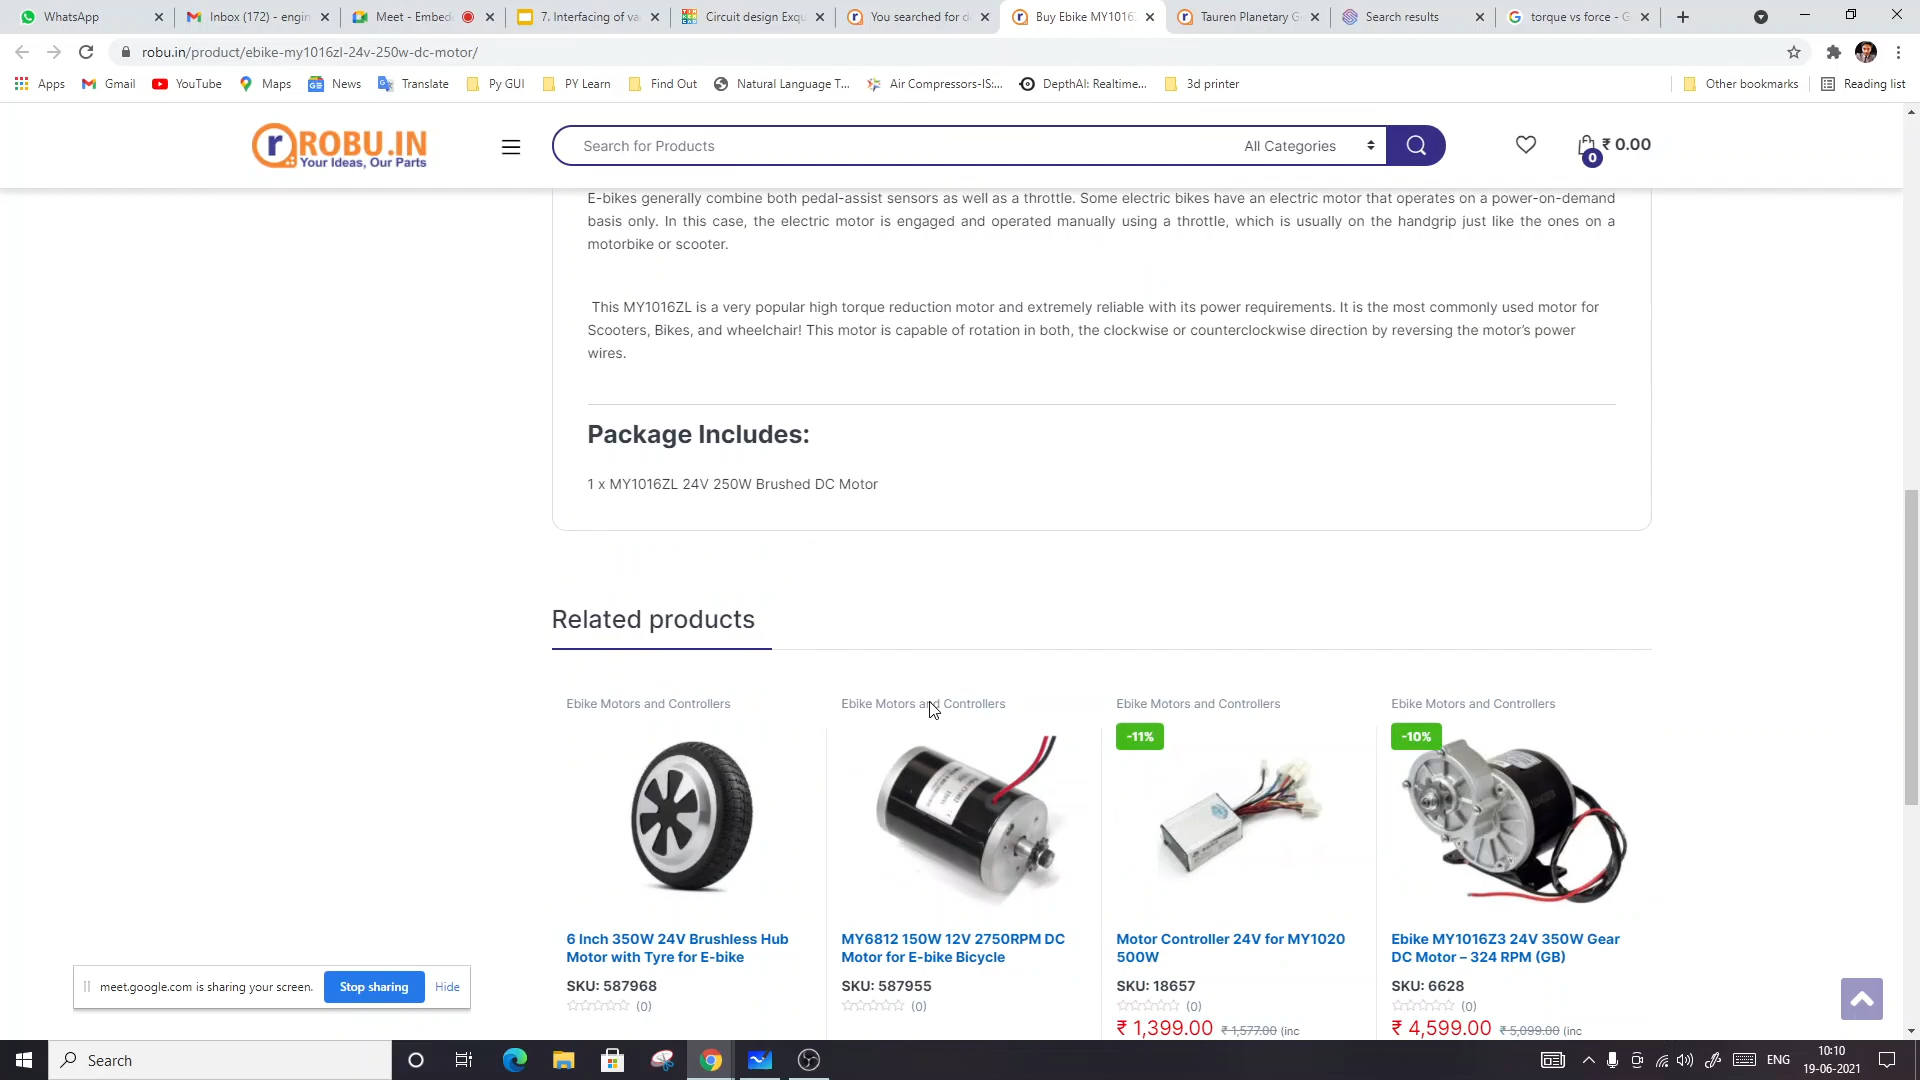 WhatsApp
Inbox (172) - engin
Meet - Embed
7. Interfacing of va
Circuit design Exqu
You searched for d
Buy Ebike MY1016
Tauren Planetary G
Search results
torque vs force - G
robu.in/product/ebike-my1016zl-24v-250w-dc-motor/
Apps
Gmail
YouTube
Maps
News
Translate
Py GUI
PY Learn
Find Out
Natural Language T...
Air Compressors-IS:...
DepthAI: Realtime...
3d printer
Other bookmarks
Reading list
ROBU.IN
Your Ideas, Our Parts
Search for Products
All Categories
₹ 0.00
0
E-bikes generally combine both pedal-assist sensors as well as a throttle. Some electric bikes have an electric motor that operates on a power-on-demand
basis only. In this case, the electric motor is engaged and operated manually using a throttle, which is usually on the handgrip just like the ones on a
motorbike or scooter.
This MY1016ZL is a very popular high torque reduction motor and extremely reliable with its power requirements. It is the most commonly used motor for
Scooters, Bikes, and wheelchair! This motor is capable of rotation in both, the clockwise or counterclockwise direction by reversing the motor’s power
wires.
Package Includes:
1 x MY1016ZL 24V 250W Brushed DC Motor
Related products
Ebike Motors and Controllers
6 Inch 350W 24V Brushless Hub
Motor with Tyre for E-bike
SKU: 587968
(0)
Ebike Motors and Controllers
MY6812 150W 12V 2750RPM DC
Motor for E-bike Bicycle
SKU: 587955
(0)
Ebike Motors and Controllers
-11%
Motor Controller 24V for MY1020
500W
SKU: 18657
(0)
₹ 1,399.00 ₹ 1,577.00 (inc
Ebike Motors and Controllers
-10%
Ebike MY1016Z3 24V 350W Gear
DC Motor – 324 RPM (GB)
SKU: 6628
(0)
₹ 4,599.00 ₹ 5,099.00 (inc
meet.google.com is sharing your screen.
Stop sharing
Hide
Search
ENG
10:10
19-06-2021